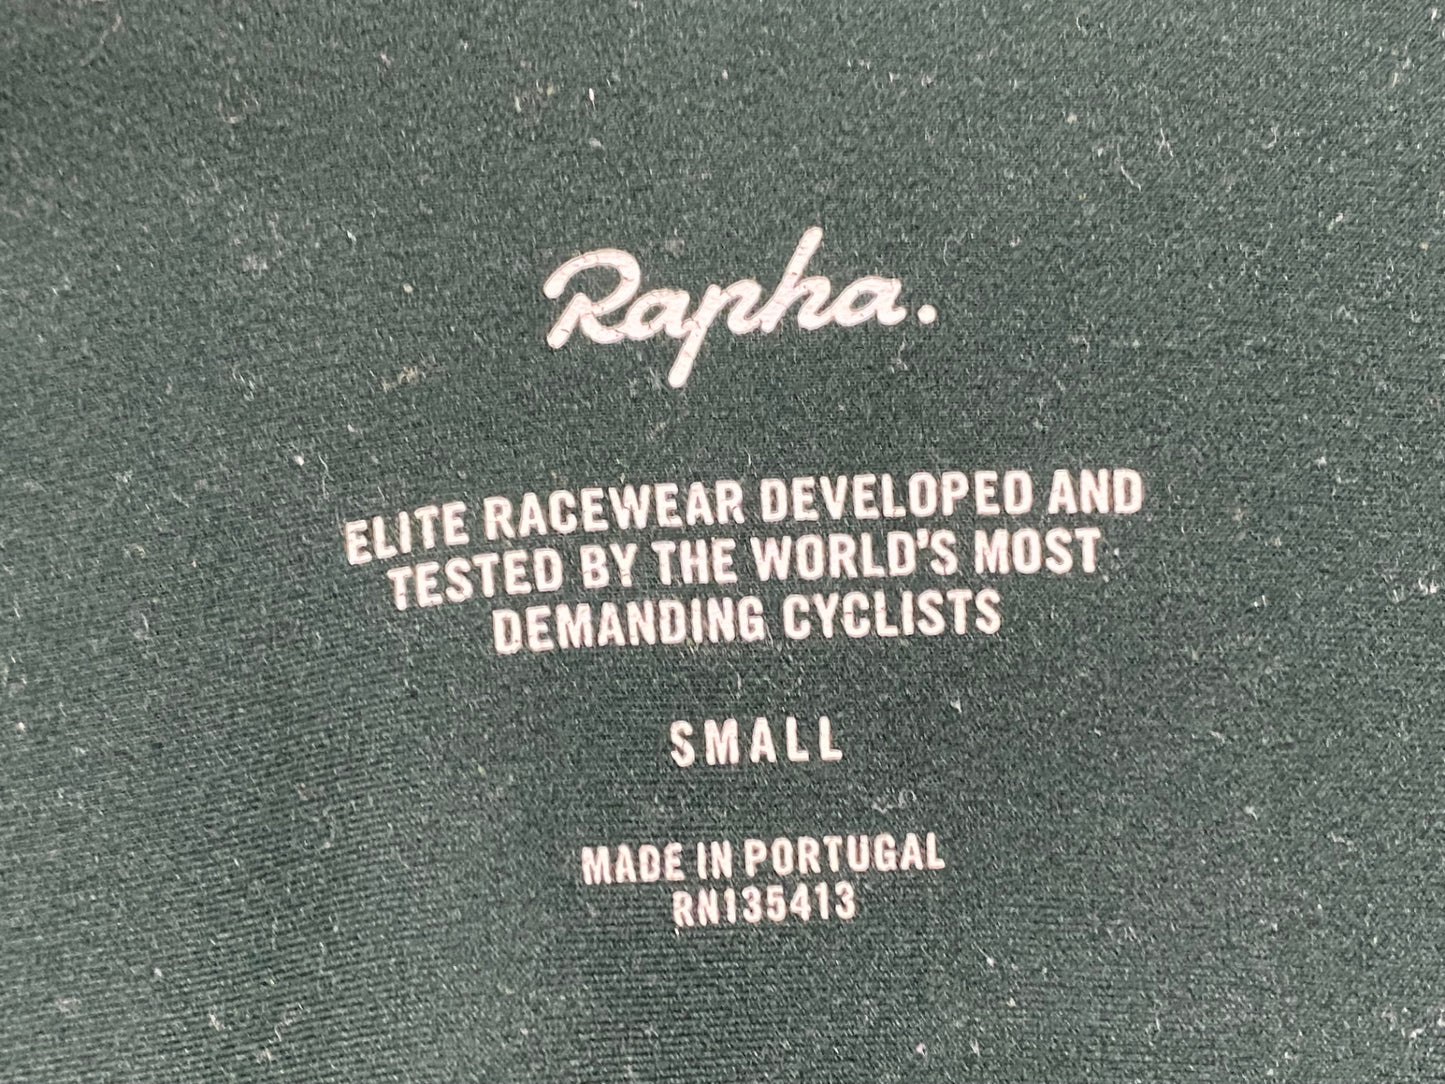 Rapha.
ELITE RACEWEAR DEVELOPED AND
TESTED BY THE WORLD'S MOST
DEMANDING CYCLISTS
SMALL
MADE IN PORTUGAL
RN135413